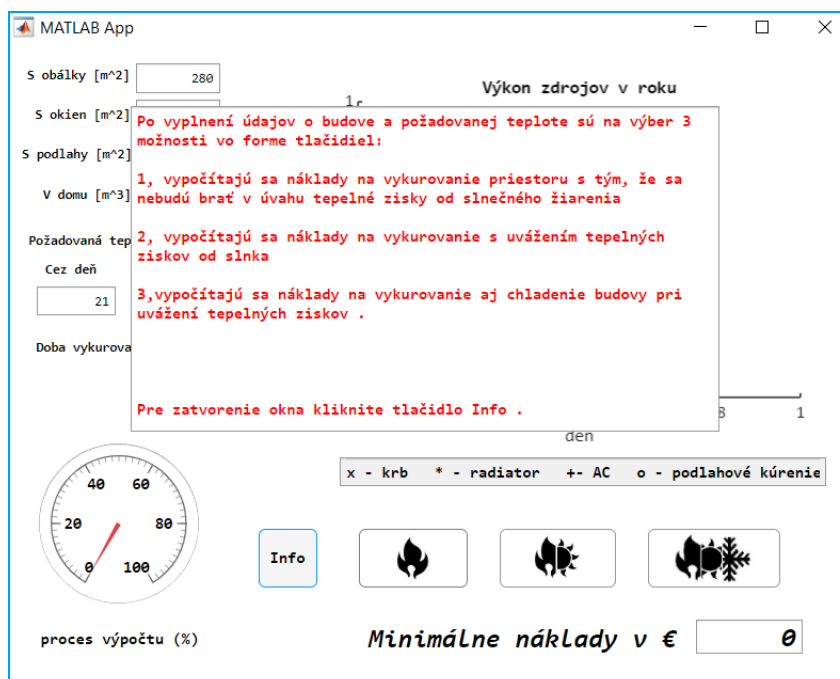 MATLAB App
S obálky [m^2]
280
Výkon zdrojov v roku
1
S okien [m^2]
S podlahy [m^2]
V domu [m^3]
Požadovaná tep
Cez deň
21
Doba vykurova
Po vyplnení údajov o budove a požadovanej teplote sú na výber 3
možnosti vo forme tlačidiel:
1, vypočítajú sa náklady na vykurovanie priestoru s tým, že sa
nebudú brať v úvahu tepelné zisky od slnečného žiarenia
2, vypočítajú sa náklady na vykurovanie s uvážením tepelných
ziskov od slnka
3,vypočítajú sa náklady na vykurovanie aj chladenie budovy pri
uvážení tepelných ziskov .
Pre zatvorenie okna kliknite tlačidlo Info .
8 1
den
x - krb * - radiator +- AC o - podlahové kúrenie
0 20 40 60 80 100
Info
proces výpočtu (%)
Minimálne náklady v €
0